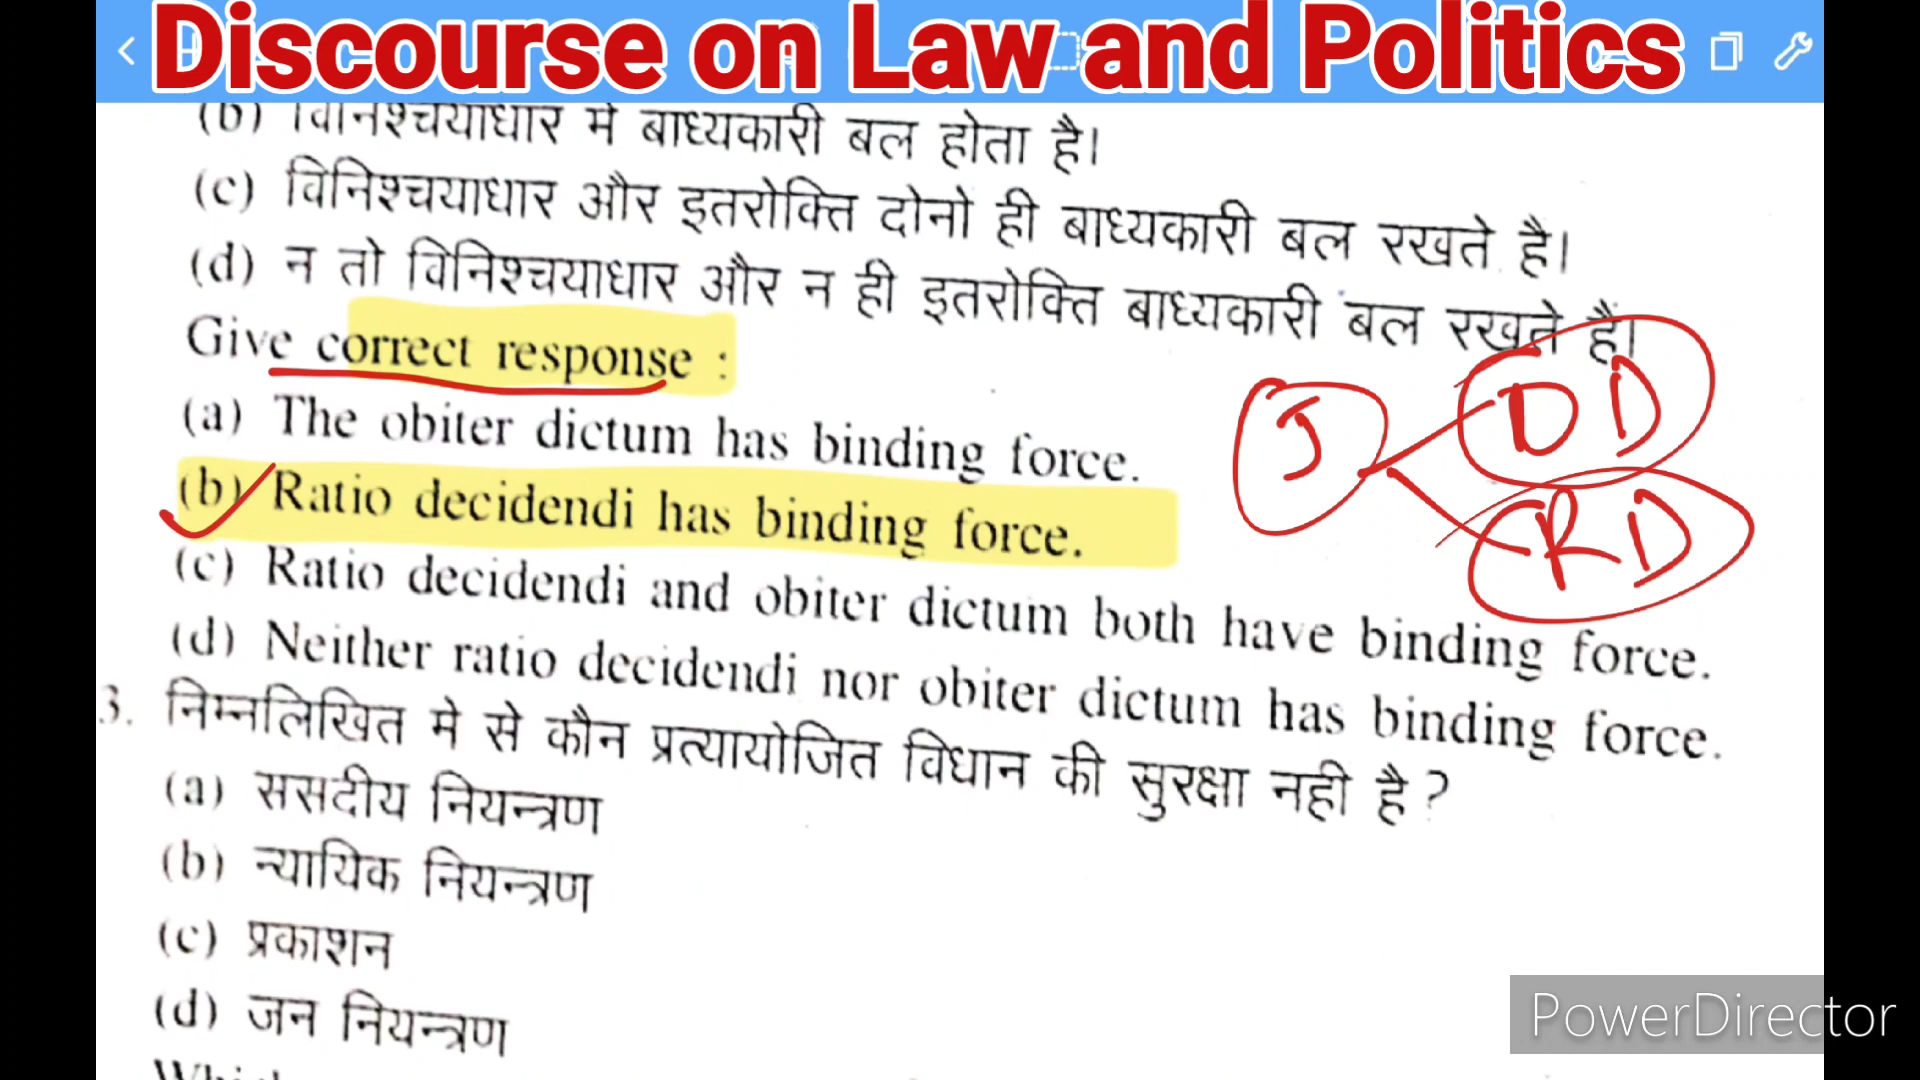 Discourse on Law and Politics
(b) विनिश्चयाधार मे बाध्यकारी बल होता है।
(c) विनिश्चयाधार और इतरोक्ति दोनो ही बाध्यकारी बल रखते है।
(d) न तो विनिश्चयाधार और न ही इतरोक्ति बाध्यकारी बल रखते हैं।
Give correct response :
(a) The obiter dictum has binding force.
(b) Ratio decidendi has binding force.
(c) Ratio decidendi and obiter dictum both have binding force.
(d) Neither ratio decidendi nor obiter dictum has binding force.
J
O D
R D
3. निम्नलिखित मे से कौन प्रत्यायोजित विधान की सुरक्षा नही है ?
(a) ससदीय नियन्त्रण
(b) न्यायिक नियन्त्रण
(c) प्रकाशन
(d) जन नियन्त्रण
PowerDirector